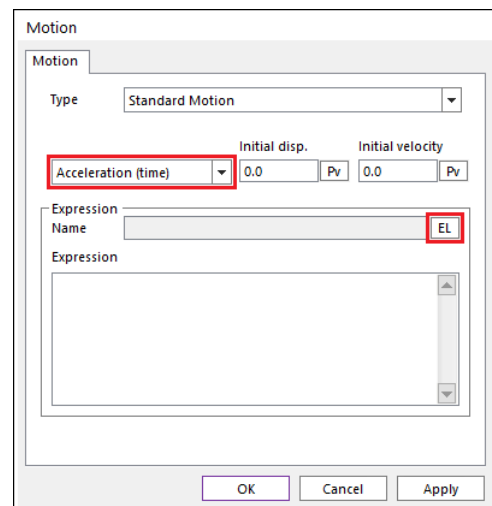 Motion
Motion
Type Standard Motion
Initial disp. Initial velocity
Acceleration (time) 0.0 Pv 0.0 Pv
Expression
Name EL
Expression
OK Cancel Apply